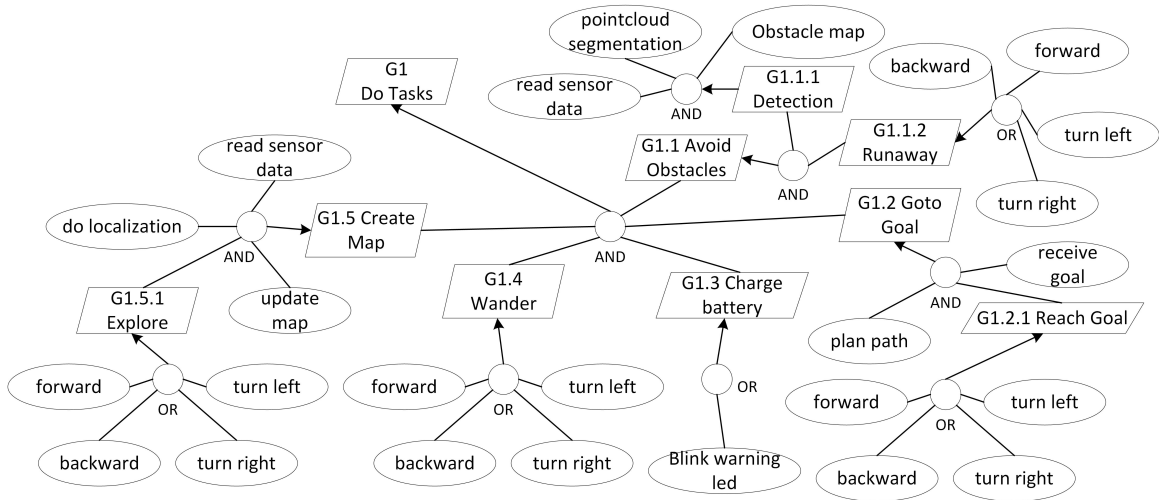 pointcloud
segmentation
Obstacle map
G1
Do Tasks
read sensor
data
AND
G1.1.1
Detection
backward
forward
OR
turn left
turn right
G1.1 Avoid
Obstacles
AND
G1.1.2
Runaway
read sensor
data
do localization
AND
G1.5 Create
Map
G1.5.1
Explore
update
map
AND
G1.4
Wander
G1.3 Charge
battery
G1.2 Goto
Goal
receive
goal
AND
plan path
G1.2.1 Reach Goal
forward
turn left
OR
backward
turn right
forward
turn left
OR
backward
turn right
OR
Blink warning
led
forward
turn left
OR
backward
turn right